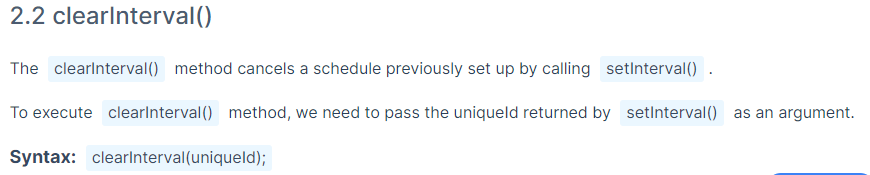 2.2 clearInterval()
The clearInterval() method cancels a schedule previously set up by calling setInterval() .
To execute clearInterval() method, we need to pass the uniqueId returned by setInterval() as an argument.
Syntax: clearInterval(uniqueId);